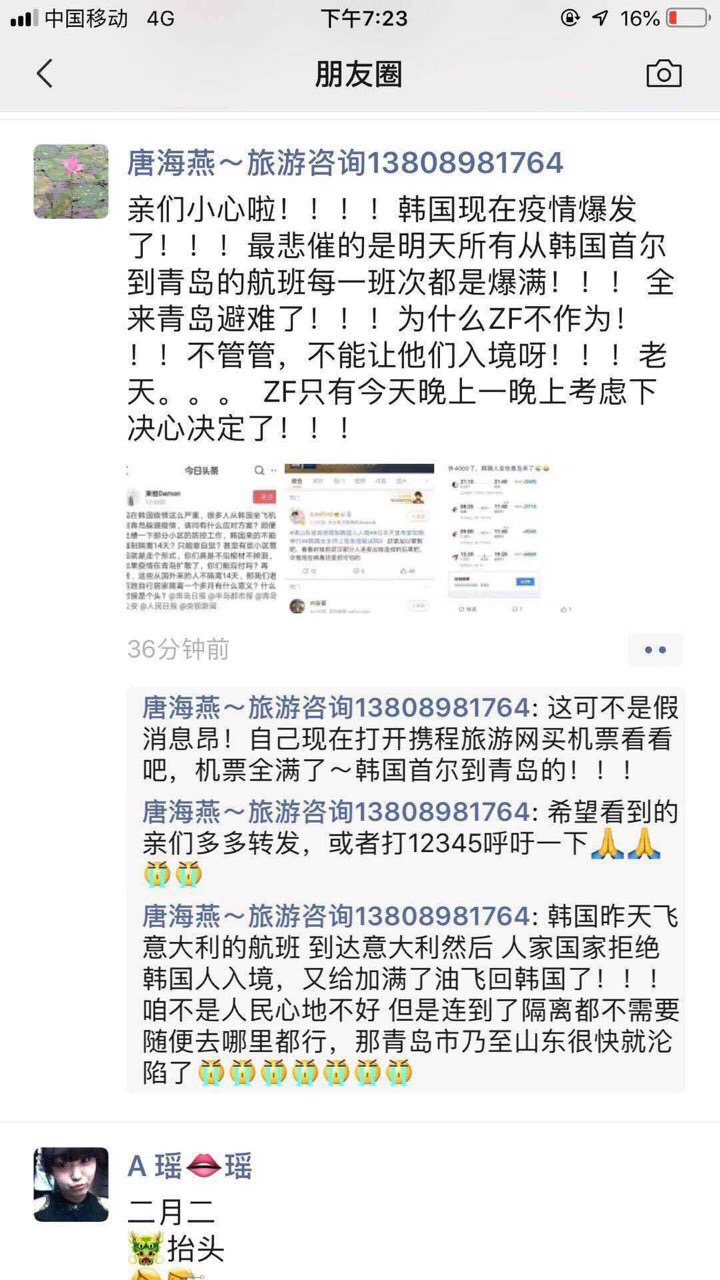 中国移动 4G 下午7:23 16%
朋友圈
唐海燕～旅游咨询13808981764
亲们小心啦！！！！韩国现在疫情爆发
了！！！最悲催的是明天所有从韩国首尔
到青岛的航班每一班次都是爆满！！！ 全
来青岛避难了！！！为什么ZF不作为！
！！不管管，不能让他们入境呀！！！老
天。。。 ZF只有今天晚上一晚上考虑下
决心决定了！！！
今日头条
36分钟前
唐海燕～旅游咨询13808981764: 这可不是假
消息昂！自己现在打开携程旅游网买机票看看
吧，机票全满了～韩国首尔到青岛的！！！
唐海燕～旅游咨询13808981764: 希望看到的
亲们多多转发，或者打12345呼吁一下🙏🙏
😭😭
唐海燕～旅游咨询13808981764: 韩国昨天飞
意大利的航班 到达意大利然后 人家国家拒绝
韩国人入境，又给加满了油飞回韩国了！！！
咱不是人民心地不好 但是连到了隔离都不需要
随便去哪里都行，那青岛市乃至山东很快就沦
陷了😭😭😭😭😭😭😭
A 瑶👄瑶
二月二
🐲抬头